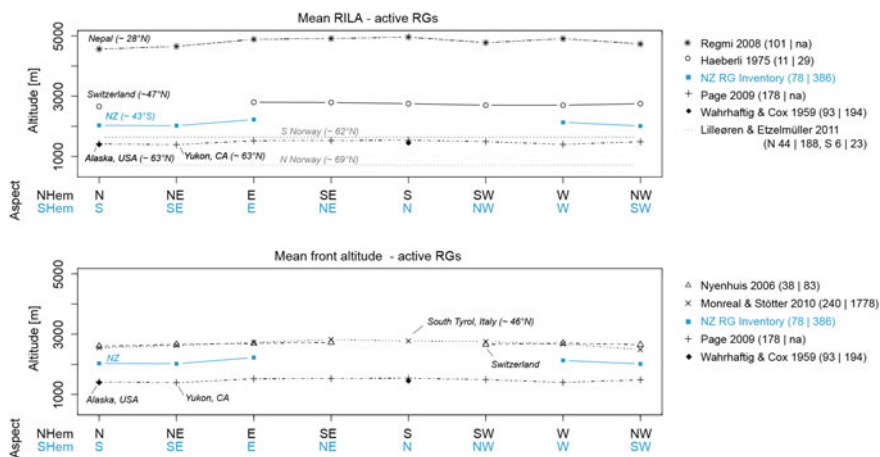 Mean RILA - active RGs
Altitude [m]
5000
3000
1000
Nepal (~ 28°N)
Switzerland (~47°N)
NZ (~ 43°S)
S Norway (~ 62°N)
Alaska, USA (~ 63°N)
Yukon, CA (~ 63°N)
N Norway (~ 69°N)
Regmi 2008 (101 | na)
Haeberli 1975 (11 | 29)
NZ RG Inventory (78 | 386)
Page 2009 (178 | na)
Wahrhaftig & Cox 1959 (93 | 194)
Lilleøren & Etzelmüller 2011
(N 44 | 188, S 6 | 23)
Aspect
NHem N NE E SE S SW W NW
SHem S SE E NE N NW W SW
Mean front altitude - active RGs
Altitude [m]
5000
3000
1000
South Tyrol, Italy (~ 46°N)
NZ
Switzerland
Alaska, USA
Yukon, CA
Nyenhuis 2006 (38 | 83)
Monreal & Stötter 2010 (240 | 1778)
NZ RG Inventory (78 | 386)
Page 2009 (178 | na)
Wahrhaftig & Cox 1959 (93 | 194)
Aspect
NHem N NE E SE S SW W NW
SHem S SE E NE N NW W SW